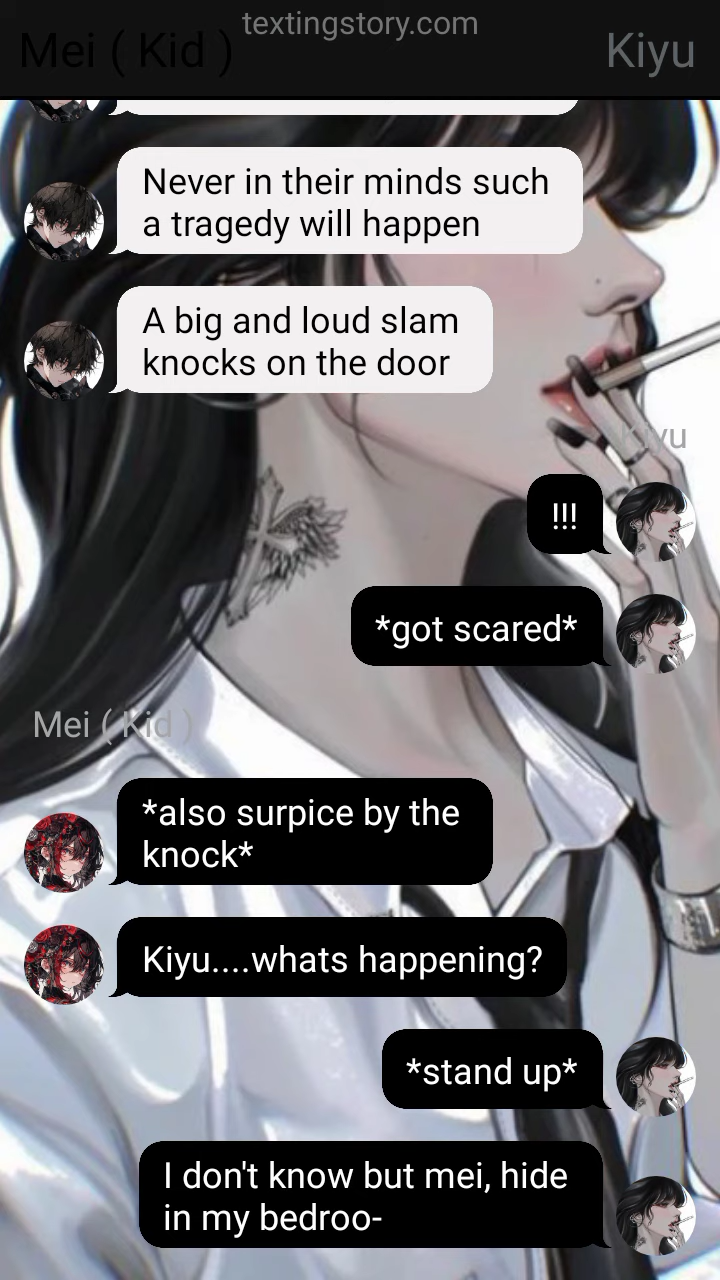 textingstory.com
Mei ( Kid )
Kiyu
Never in their minds such
a tragedy will happen
A big and loud slam
knocks on the door
Kiyu
!!!
*got scared*
Mei ( Kid )
*also surpice by the
knock*
Kiyu....whats happening?
*stand up*
I don't know but mei, hide
in my bedroo-